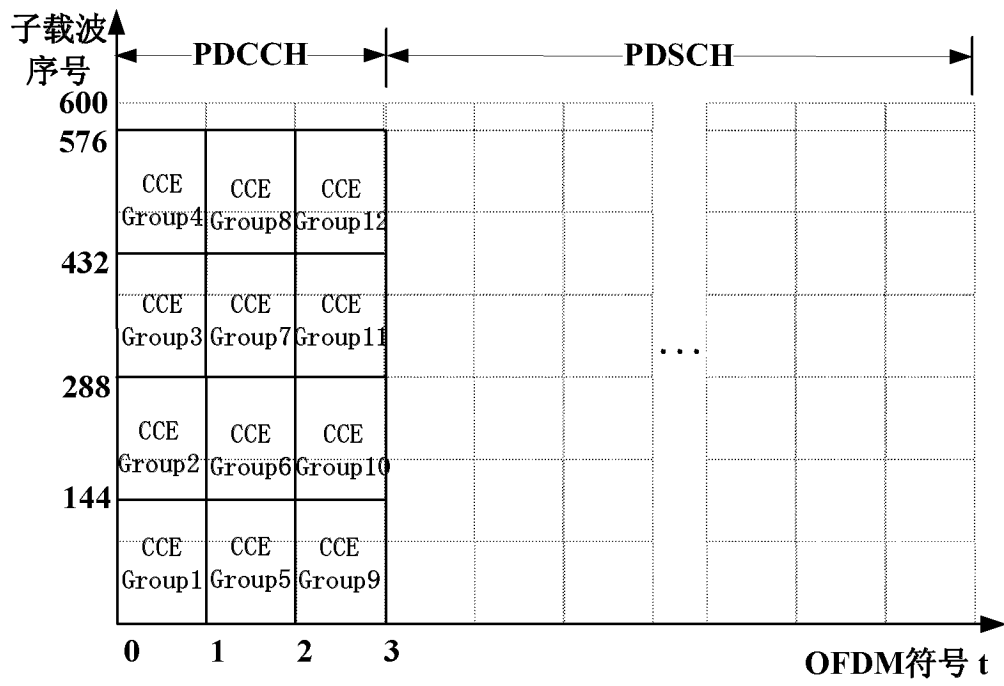 子载波
序号
PDCCH
PDSCH
600
576
CCE
Group4
CCE
Group8
CCE
Group12
432
CCE
Group3
CCE
Group7
CCE
Group11
...
288
CCE
Group2
CCE
Group6
CCE
Group10
144
CCE
Group1
CCE
Group5
CCE
Group9
0
1
2
3
OFDM符号 t